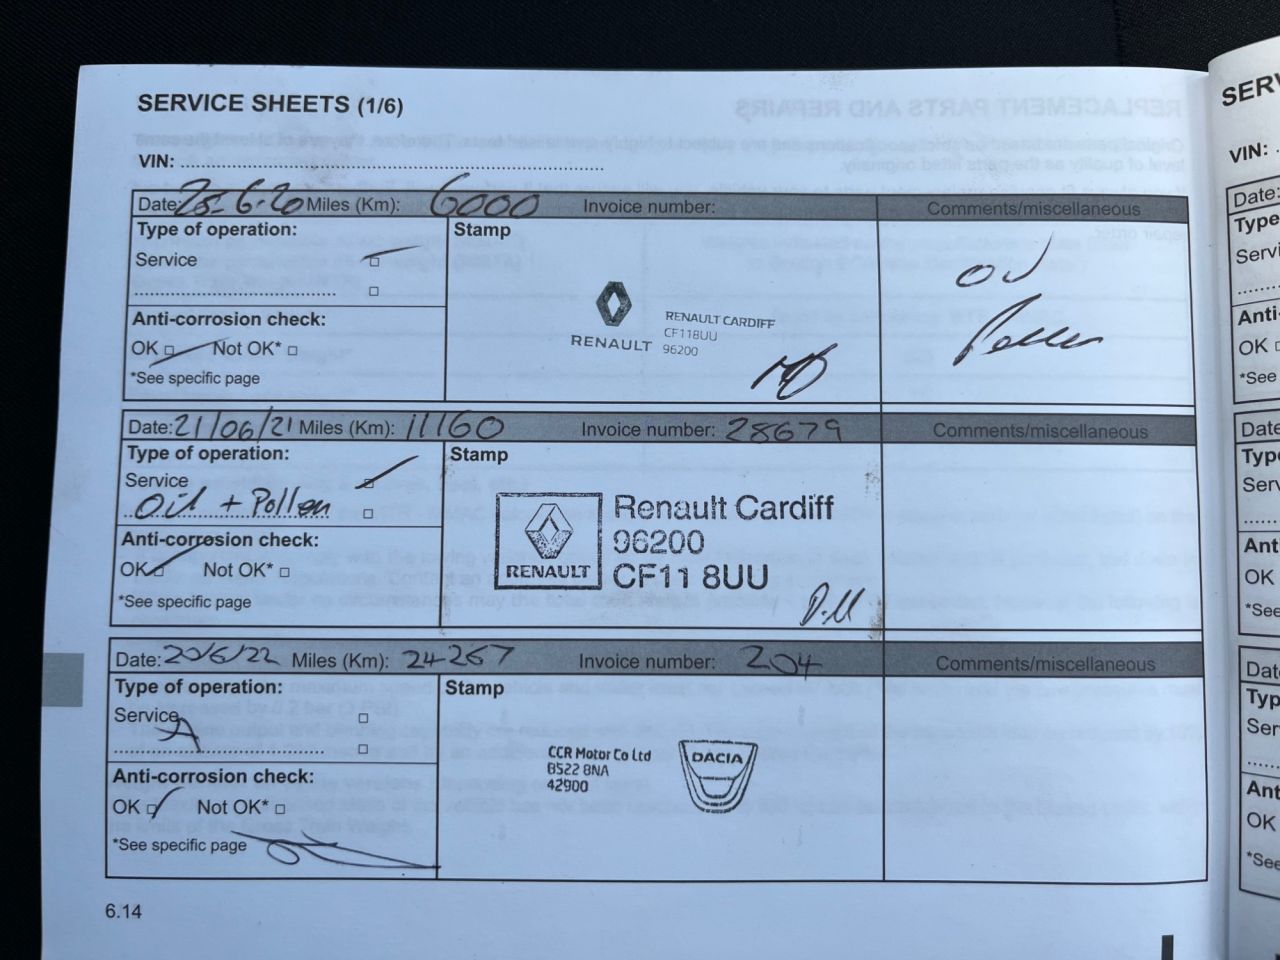 SERVICE SHEETS (1/6)
VIN:
Date: 25-6-20 Miles (Km): 6000 Invoice number: Comments/miscellaneous
Type of operation:
Service
Anti-corrosion check:
OK Not OK*
*See specific page
Stamp
RENAULT
RENAULT CARDIFF
CF118UU
96200
Oil
Pollen
Date: 21/06/21 Miles (Km): 11160 Invoice number: 28679 Comments/miscellaneous
Type of operation:
Service
Oil + Pollen
Anti-corrosion check:
OK Not OK*
*See specific page
Stamp
RENAULT
Renault Cardiff
96200
CF11 8UU
Date: 20/6/22 Miles (Km): 24267 Invoice number: 204 Comments/miscellaneous
Type of operation:
Service
A
Anti-corrosion check:
OK Not OK*
*See specific page
Stamp
CCR Motor Co Ltd
BS22 8NA
42900
DACIA
6.14
SERV
VIN:
Date:
Type
Servi
Anti-
OK
*See
Date
Typ
Serv
Ant
OK
*See
Dat
Typ
Ser
Ant
OK
*See